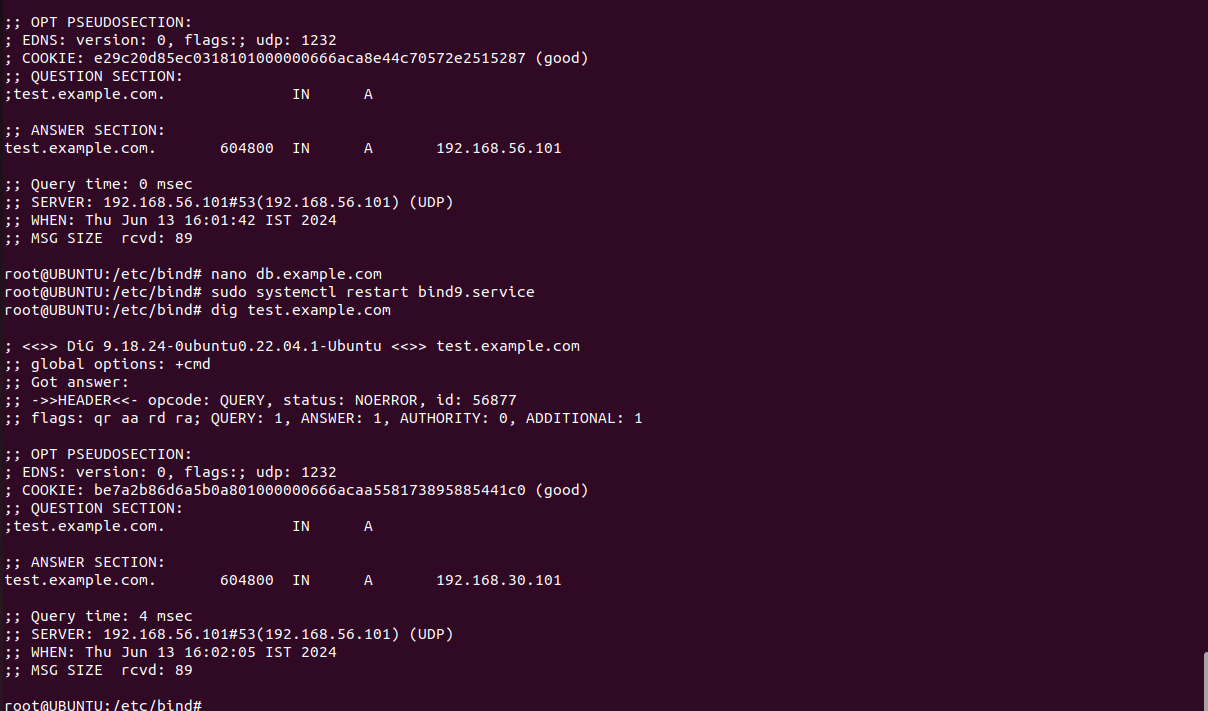 ;; OPT PSEUDOSECTION:
; EDNS: version: 0, flags:; udp: 1232
; COOKIE: e29c20d85ec0318101000000666aca8e44c70572e2515287 (good)
;; QUESTION SECTION:
;test.example.com. IN A
;; ANSWER SECTION:
test.example.com. 604800 IN A 192.168.56.101
;; Query time: 0 msec
;; SERVER: 192.168.56.101#53(192.168.56.101) (UDP)
;; WHEN: Thu Jun 13 16:01:42 IST 2024
;; MSG SIZE  rcvd: 89
root@UBUNTU:/etc/bind# nano db.example.com
root@UBUNTU:/etc/bind# sudo systemctl restart bind9.service
root@UBUNTU:/etc/bind# dig test.example.com
; <<>> DiG 9.18.24-0ubuntu0.22.04.1-Ubuntu <<>> test.example.com
;; global options: +cmd
;; Got answer:
;; ->>HEADER<<- opcode: QUERY, status: NOERROR, id: 56877
;; flags: qr aa rd ra; QUERY: 1, ANSWER: 1, AUTHORITY: 0, ADDITIONAL: 1
;; OPT PSEUDOSECTION:
; EDNS: version: 0, flags:; udp: 1232
; COOKIE: be7a2b86d6a5b0a801000000666acaa558173895885441c0 (good)
;; QUESTION SECTION:
;test.example.com. IN A
;; ANSWER SECTION:
test.example.com. 604800 IN A 192.168.30.101
;; Query time: 4 msec
;; SERVER: 192.168.56.101#53(192.168.56.101) (UDP)
;; WHEN: Thu Jun 13 16:02:05 IST 2024
;; MSG SIZE  rcvd: 89
root@UBUNTU:/etc/bind#